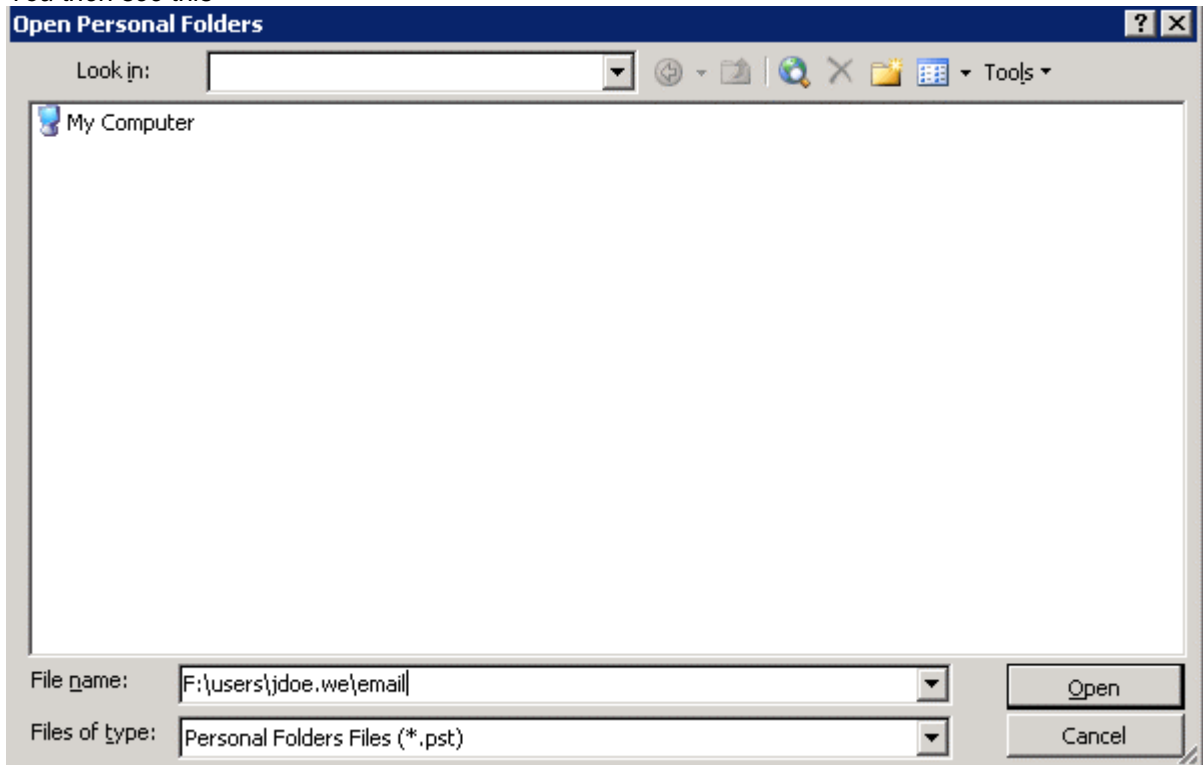 Open Personal Folders
Look in:
Tools
My Computer
File name: F:\users\jdoe.we\email
Open
Files of type: Personal Folders Files (*.pst)
Cancel